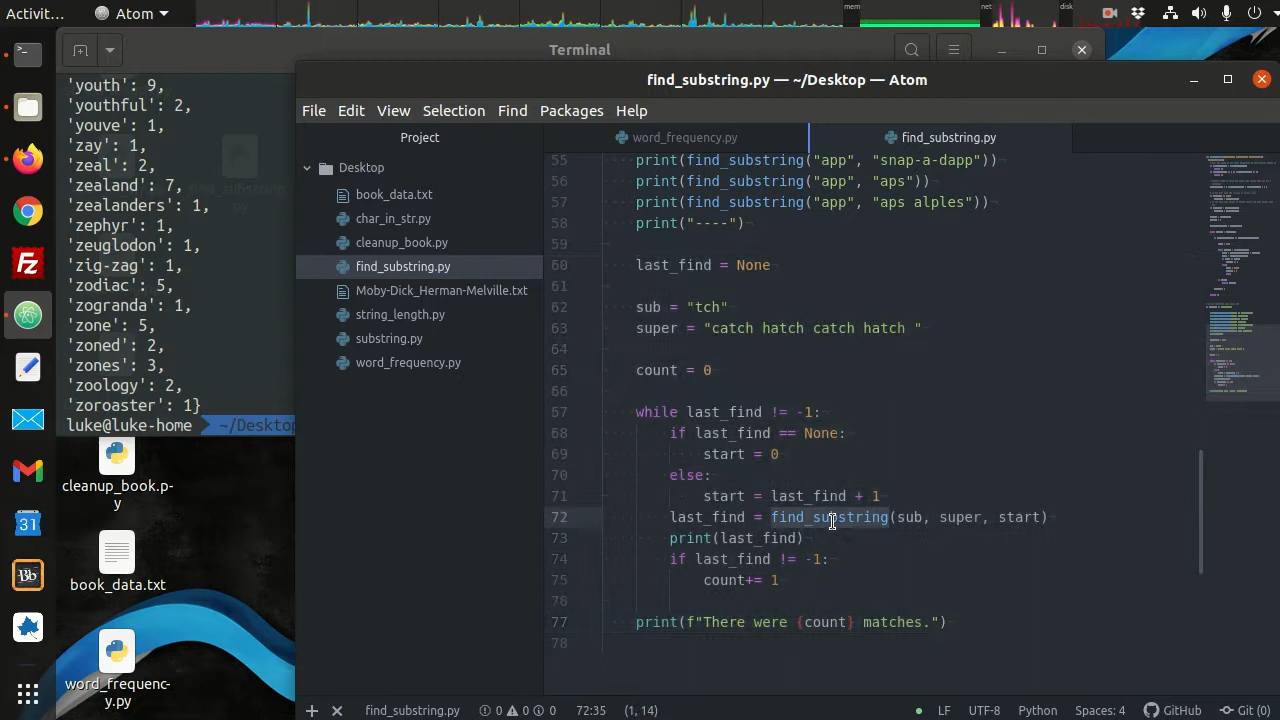 Activit...
Atom
mem
net
disk
Terminal
'youth': 9,
'youthful': 2,
'youve': 1,
'zay': 1,
'zeal': 2,
'zealand': 7,
'zealanders': 1,
'zephyr': 1,
'zeuglodon': 1,
'zig-zag': 1,
'zodiac': 5,
'zogranda': 1,
'zone': 5,
'zoned': 2,
'zones': 3,
'zoology': 2,
'zoroaster': 1}
luke@luke-home ~/Desktop
find_substring.py — ~/Desktop — Atom
File Edit View Selection Find Packages Help
Project
Desktop
book_data.txt
char_in_str.py
cleanup_book.py
find_substring.py
Moby-Dick_Herman-Melville.txt
string_length.py
substring.py
word_frequency.py
word_frequency.py
find_substring.py
55 print(find_substring("app", "snap-a-dapp"))
56 print(find_substring("app", "aps"))
57 print(find_substring("app", "aps alples"))
58 print("----")
59
60 last_find = None
61
62 sub = "tch"
63 super = "catch hatch catch hatch "
64
65 count = 0
66
67 while last_find != -1:
68 if last_find == None:
69 start = 0
70 else:
71 start = last_find + 1
72 last_find = find_substring(sub, super, start)
73 print(last_find)
74 if last_find != -1:
75 count+= 1
76
77 print(f"There were {count} matches.")
78
cleanup_book.p-
y
book_data.txt
word_frequenc-
y.py
31
Bb
FZ
find_substring.py 0 0 0 72:35 (1, 14)
LF UTF-8 Python Spaces: 4 GitHub Git (0)